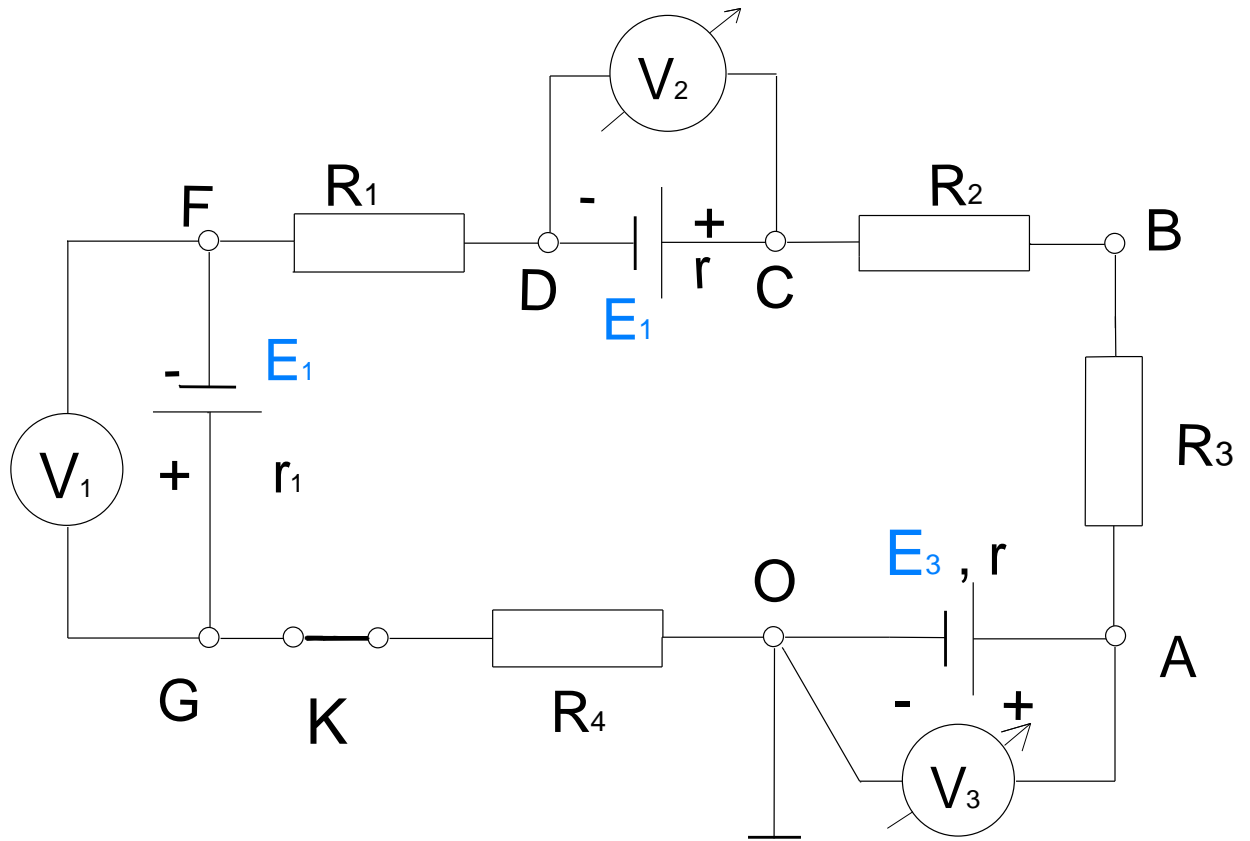 V2
R1
R2
F
-
+
B
D
r
C
E1
-
E1
V1
+
r1
R3
E3 , r
O
A
G
K
R4
-
+
V3